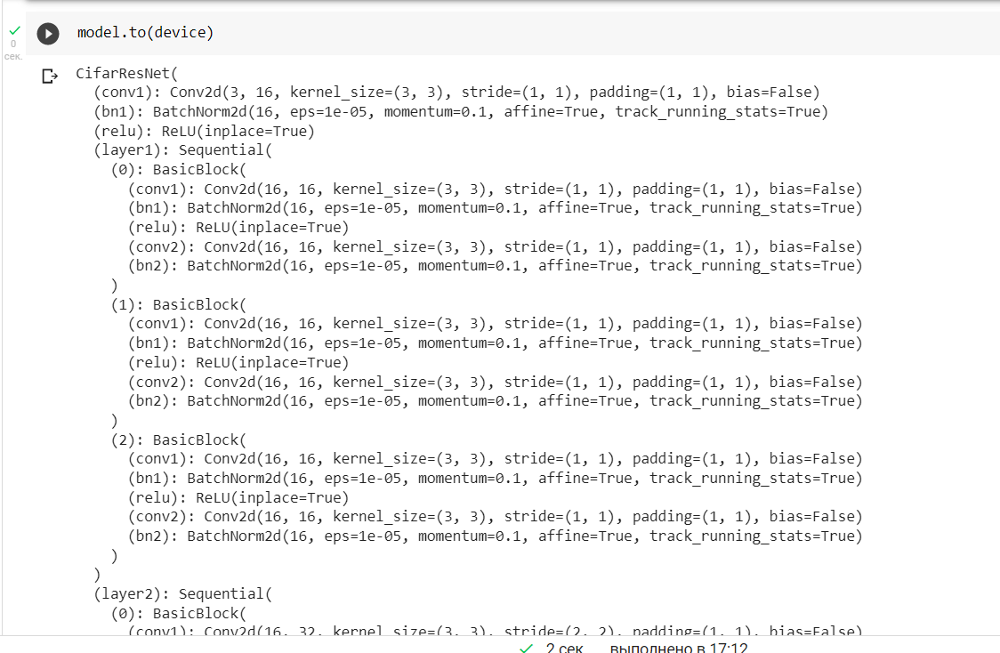 model.to(device)
0
сек.
CifarResNet(
(conv1): Conv2d(3, 16, kernel_size=(3, 3), stride=(1, 1), padding=(1, 1), bias=False)
(bn1): BatchNorm2d(16, eps=1e-05, momentum=0.1, affine=True, track_running_stats=True)
(relu): ReLU(inplace=True)
(layer1): Sequential(
(0): BasicBlock(
(conv1): Conv2d(16, 16, kernel_size=(3, 3), stride=(1, 1), padding=(1, 1), bias=False)
(bn1): BatchNorm2d(16, eps=1e-05, momentum=0.1, affine=True, track_running_stats=True)
(relu): ReLU(inplace=True)
(conv2): Conv2d(16, 16, kernel_size=(3, 3), stride=(1, 1), padding=(1, 1), bias=False)
(bn2): BatchNorm2d(16, eps=1e-05, momentum=0.1, affine=True, track_running_stats=True)
)
(1): BasicBlock(
(conv1): Conv2d(16, 16, kernel_size=(3, 3), stride=(1, 1), padding=(1, 1), bias=False)
(bn1): BatchNorm2d(16, eps=1e-05, momentum=0.1, affine=True, track_running_stats=True)
(relu): ReLU(inplace=True)
(conv2): Conv2d(16, 16, kernel_size=(3, 3), stride=(1, 1), padding=(1, 1), bias=False)
(bn2): BatchNorm2d(16, eps=1e-05, momentum=0.1, affine=True, track_running_stats=True)
)
(2): BasicBlock(
(conv1): Conv2d(16, 16, kernel_size=(3, 3), stride=(1, 1), padding=(1, 1), bias=False)
(bn1): BatchNorm2d(16, eps=1e-05, momentum=0.1, affine=True, track_running_stats=True)
(relu): ReLU(inplace=True)
(conv2): Conv2d(16, 16, kernel_size=(3, 3), stride=(1, 1), padding=(1, 1), bias=False)
(bn2): BatchNorm2d(16, eps=1e-05, momentum=0.1, affine=True, track_running_stats=True)
)
)
(layer2): Sequential(
(0): BasicBlock(
(conv1): Conv2d(16, 32, kernel_size=(3, 3), stride=(2, 2), padding=(1, 1), bias=False)
2 сек. выполнено в 17:12